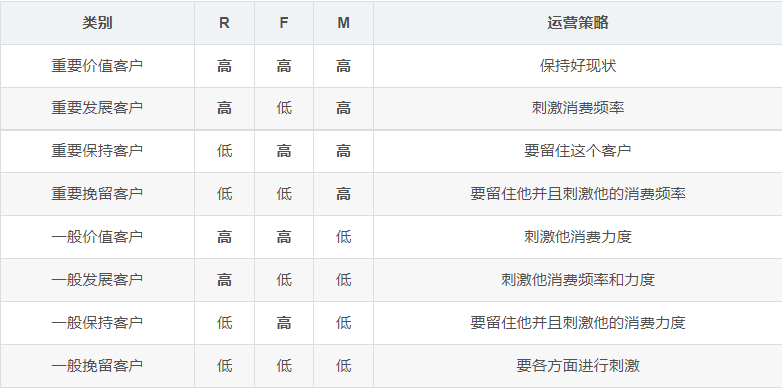 类别 R F M 运营策略
重要价值客户 高 高 高 保持好现状
重要发展客户 高 低 高 刺激消费频率
重要保持客户 低 高 高 要留住这个客户
重要挽留客户 低 低 高 要留住他并且刺激他的消费频率
一般价值客户 高 高 低 刺激他消费力度
一般发展客户 高 低 低 刺激他消费频率和力度
一般保持客户 低 高 低 要留住他并且刺激他的消费力度
一般挽留客户 低 低 低 要各方面进行刺激